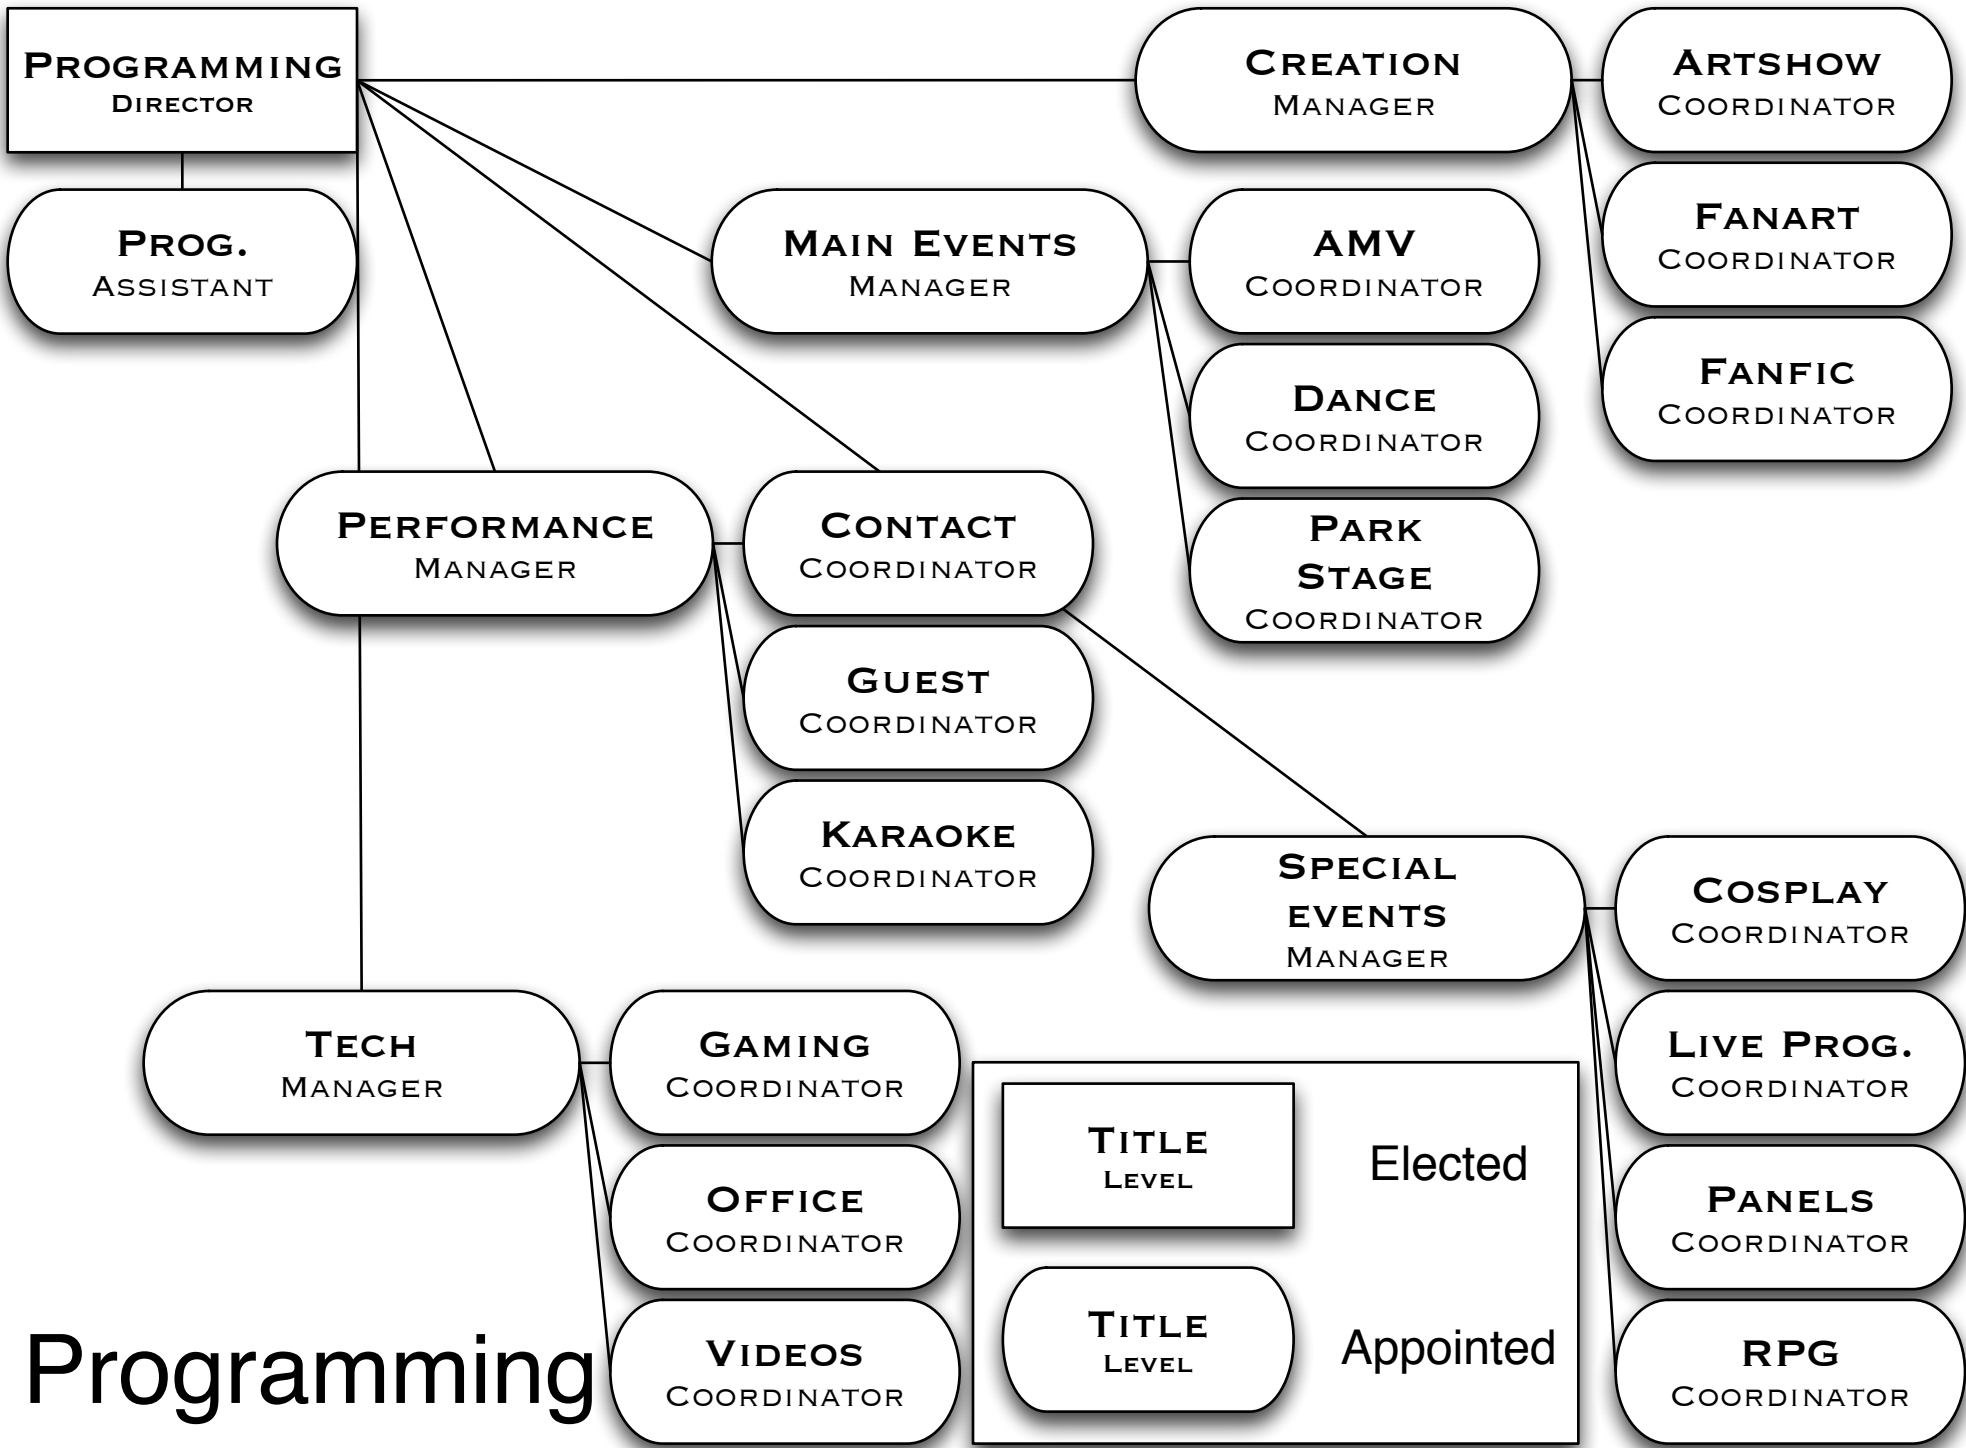 PROGRAMMING
DIRECTOR
CREATION
MANAGER
ARTSHOW
COORDINATOR
PROG.
ASSISTANT
MAIN EVENTS
MANAGER
AMV
COORDINATOR
FANART
COORDINATOR
DANCE
COORDINATOR
FANFIC
COORDINATOR
PERFORMANCE
MANAGER
CONTACT
COORDINATOR
PARK
STAGE
COORDINATOR
GUEST
COORDINATOR
KARAOKE
COORDINATOR
SPECIAL
EVENTS
MANAGER
COSPLAY
COORDINATOR
TECH
MANAGER
GAMING
COORDINATOR
LIVE PROG.
COORDINATOR
OFFICE
COORDINATOR
TITLE
LEVEL
Elected
PANELS
COORDINATOR
Programming
VIDEOS
COORDINATOR
TITLE
LEVEL
Appointed
RPG
COORDINATOR